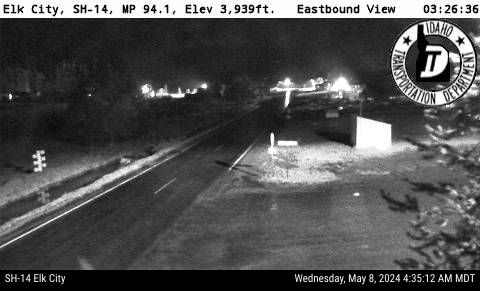 Elk City, SH-14, MP 94.1, Elev 3,939ft. Eastbound View 03:26:36
IDAHO
TRANSPORTATION DEPARTMENT
SH-14 Elk City Wednesday, May 8, 2024 4:35:12 AM MDT